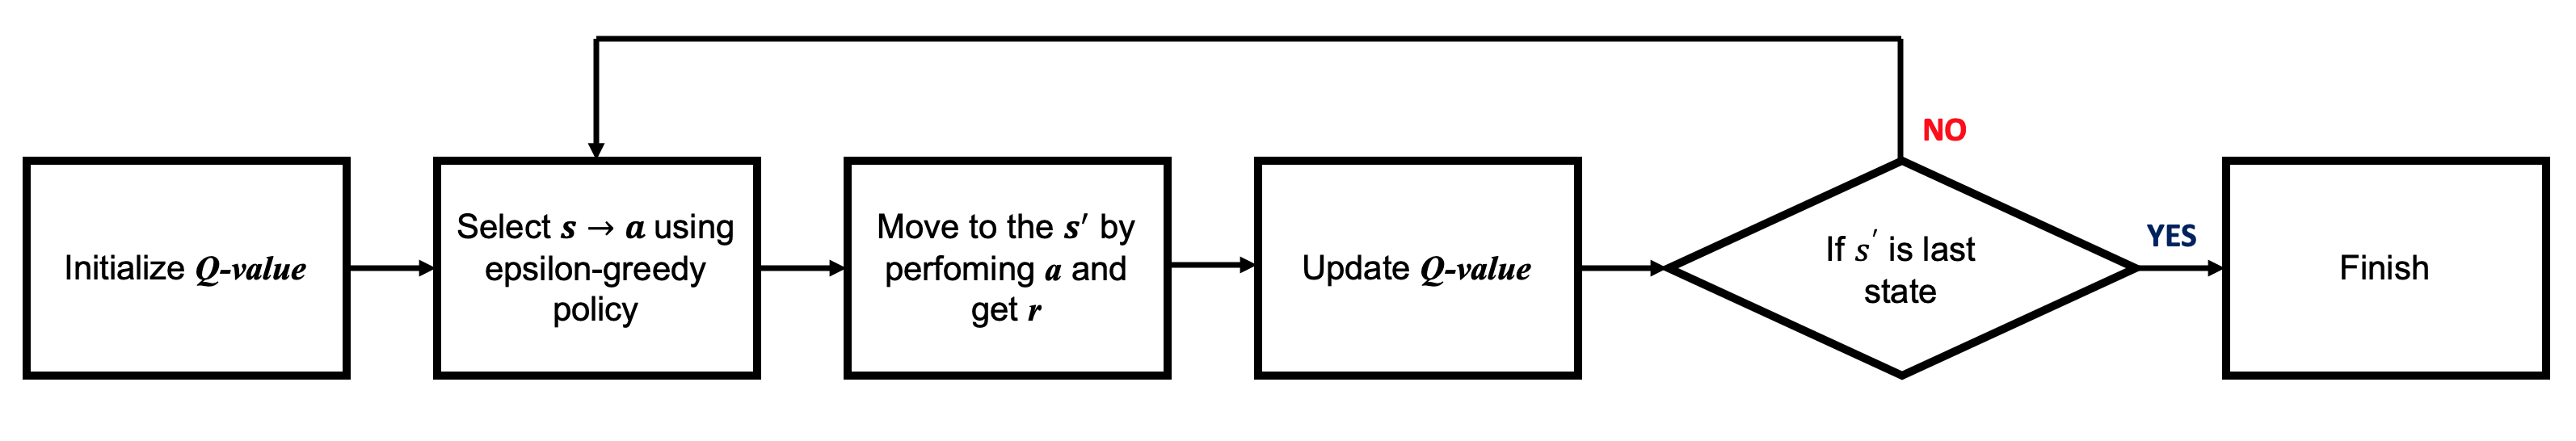 Initialize Q-value
Select s → a using
epsilon-greedy
policy
Move to the s′ by
perfoming a and
get r
Update Q-value
If s′ is last
state
NO
YES
Finish